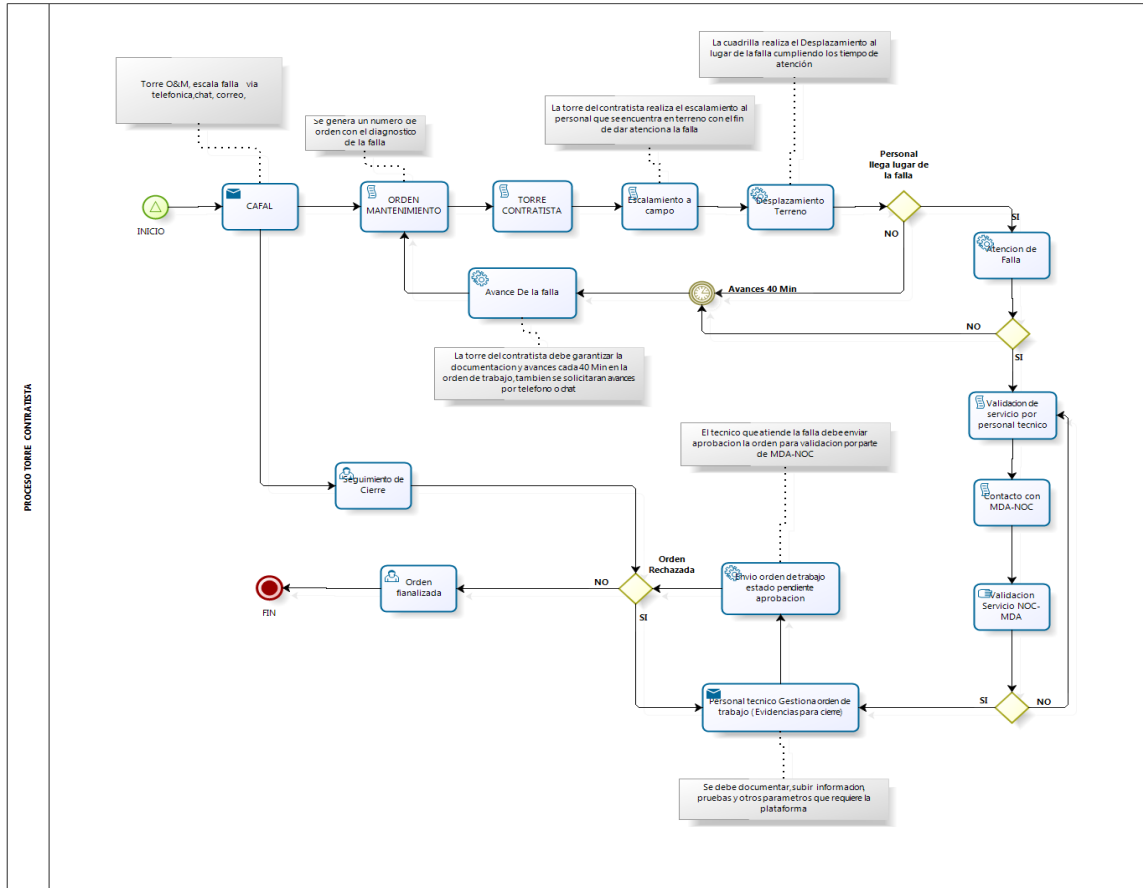 PROCESO TORRE CONTRATISTA
Torre O&M, escala falla via
telefonica,chat, correo,
Se genera un numero de
orden con el diagnostico
de la falla
La torre del contratista realiza el escalamiento al
personal que se encuentra en terreno con el fin
de dar atencion a la falla
La cuadrilla realiza el Desplazamiento al
lugar de la falla cumpliendo los tiempo de
atención
INICIO
CAFAL
ORDEN
MANTENIMIENTO
TORRE
CONTRATISTA
Escalamiento a
campo
Desplazamiento
Terreno
Personal
llega lugar de
la falla
SI
NO
Atencion de
Falla
Avance De la falla
Avances 40 Min
NO
SI
La torre del contratista debe garantizar la
documentacion y avances cada 40 Min en la
orden de trabajo, tambien se solicitaran avances
por telefono o chat
Validacion de
servicio por
personal tecnico
El tecnico que atiende la falla debe enviar
aprobacion la orden para validacion por parte
de MDA-NOC
Seguimiento de
Cierre
Contacto con
MDA-NOC
Orden
Rechazada
NO
SI
Orden
fianalizada
FIN
Envio orden de trabajo
estado pendiente
aprobacion
Validacion
Servicio NOC-
MDA
Personal tecnico Gestiona orden de
trabajo ( Evidencias para cierre)
SI
NO
Se debe documentar, subir informacion,
pruebas y otros parametros que requiere la
plataforma